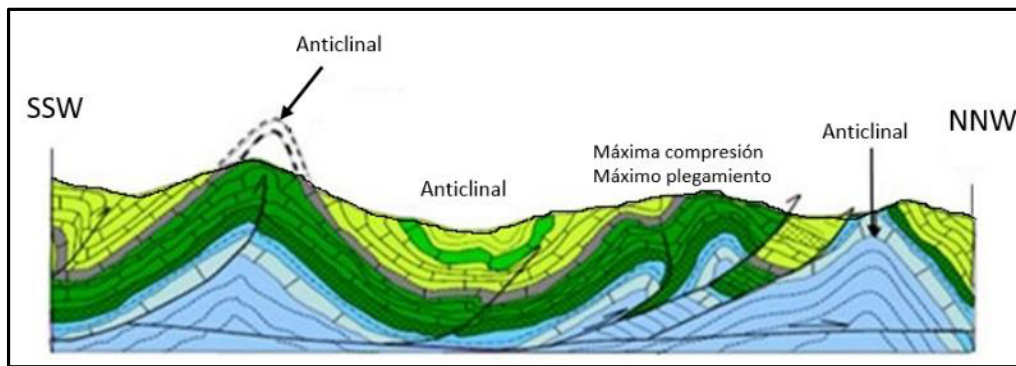 Anticlinal
SSW
NNW
Anticlinal
Máxima compresión
Máximo plegamiento
Anticlinal